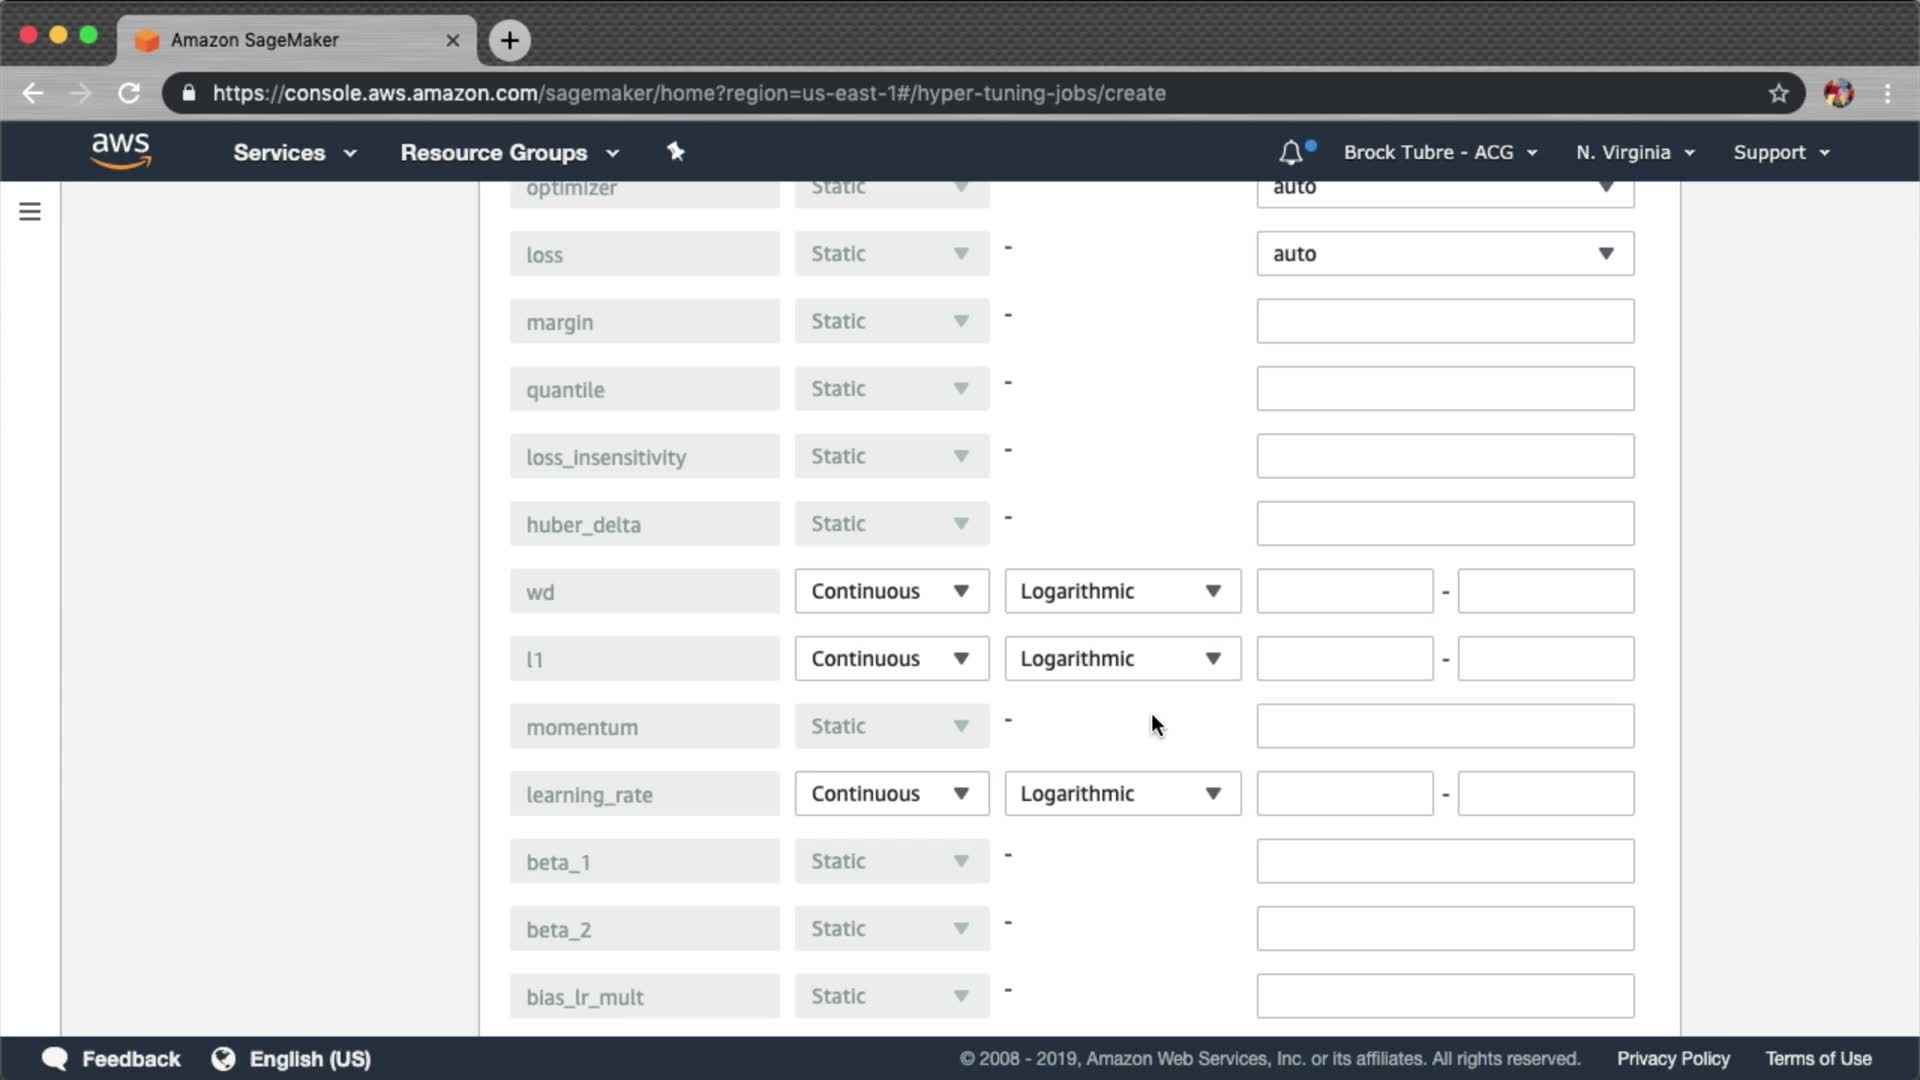 Amazon SageMaker
https://console.aws.amazon.com/sagemaker/home?region=us-east-1#/hyper-tuning-jobs/create
aws Services Resource Groups Brock Tubre - ACG N. Virginia Support
optimizer Static auto
loss Static - auto
margin Static -
quantile Static -
loss_insensitivity Static -
huber_delta Static -
wd Continuous Logarithmic -
l1 Continuous Logarithmic -
momentum Static -
learning_rate Continuous Logarithmic -
beta_1 Static -
beta_2 Static -
bias_lr_mult Static -
Feedback English (US) © 2008 - 2019, Amazon Web Services, Inc. or its affiliates. All rights reserved. Privacy Policy Terms of Use